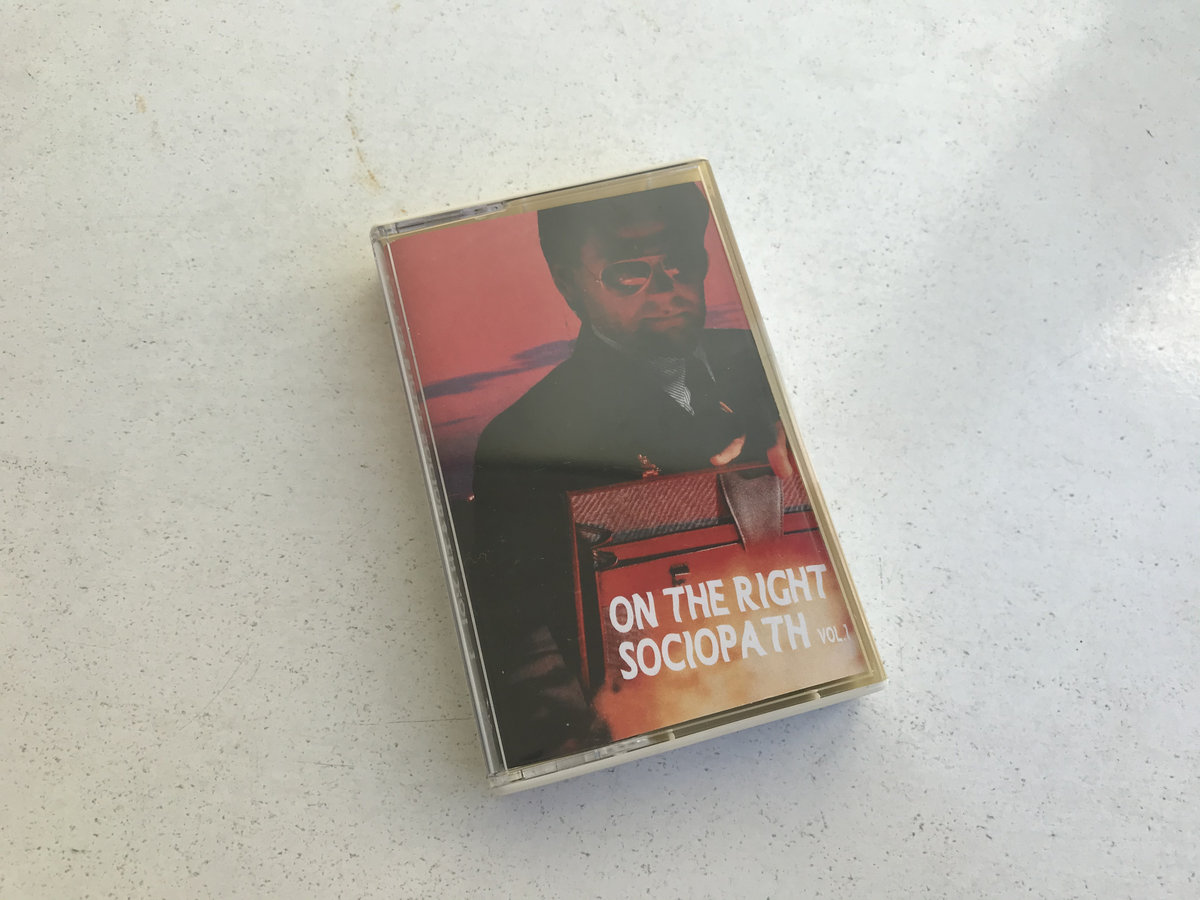 ON THE RIGHT
SOCIOPATH VOL.1